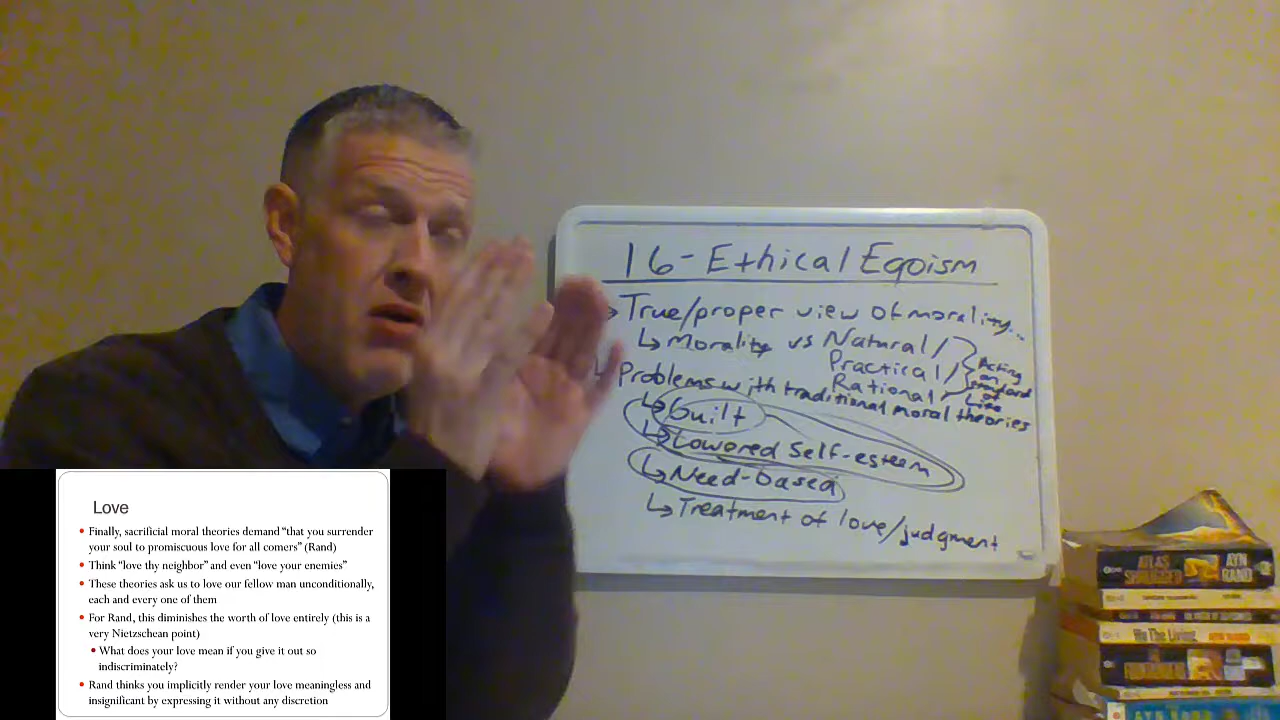 16-Ethical Egoism
True/proper view of morality...
↳ Morality vs Natural/
Practical/
Rational
Acting
on
standard
of
Life
Problems with traditional moral theories
↳ Guilt
↳ Lowered Self-esteem
↳ Need-based
↳ Treatment of love/judgment
Love
• Finally, sacrificial moral theories demand “that you surrender
your soul to promiscuous love for all comers” (Rand)
• Think “love thy neighbor” and even “love your enemies”
• These theories ask us to love our fellow man unconditionally,
each and every one of them
• For Rand, this diminishes the worth of love entirely (this is a
very Nietzschean point)
• What does your love mean if you give it out so
indiscriminately?
• Rand thinks you implicitly render your love meaningless and
insignificant by expressing it without any discretion
ATLAS
SHRUGGED
AYN
RAND
We The Living